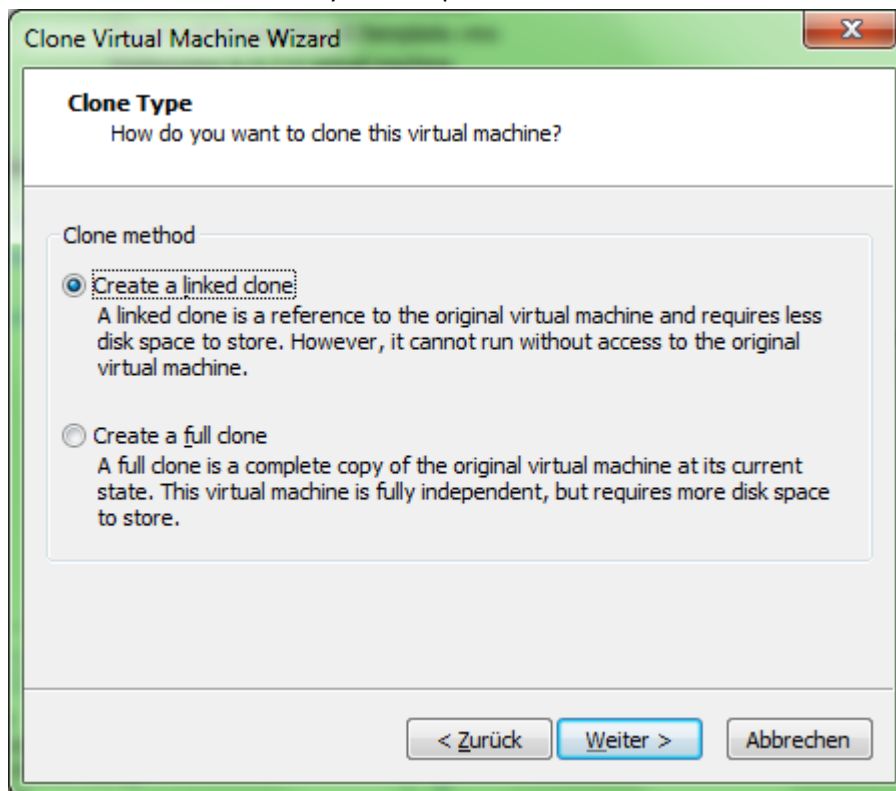 Clone Virtual Machine Wizard
Clone Type
How do you want to clone this virtual machine?
Clone method
Create a linked clone
A linked clone is a reference to the original virtual machine and requires less
disk space to store. However, it cannot run without access to the original
virtual machine.
Create a full clone
A full clone is a complete copy of the original virtual machine at its current
state. This virtual machine is fully independent, but requires more disk space
to store.
< Zurück Weiter > Abbrechen